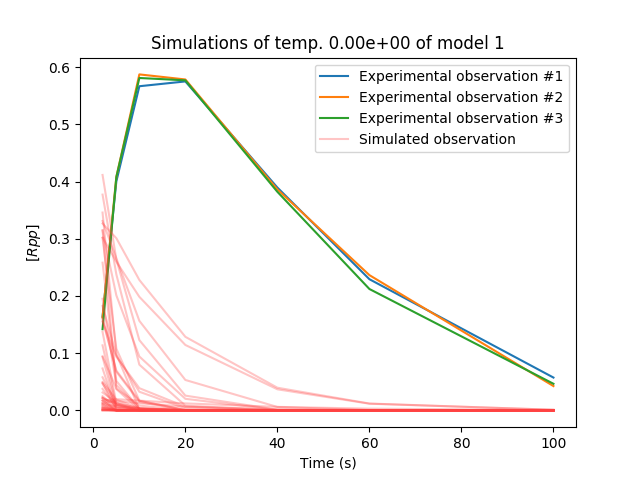 Simulations of temp. 0.00e+00 of model 1
Experimental observation #1
Experimental observation #2
Experimental observation #3
Simulated observation
[Rpp]
0.6
0.5
0.4
0.3
0.2
0.1
0.0
0 20 40 60 80 100
Time (s)